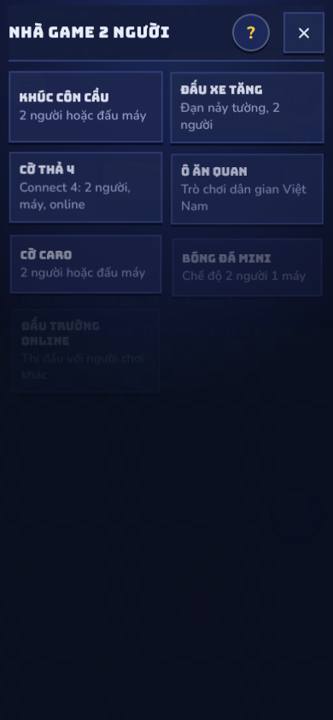 NHÀ GAME 2 NGƯỜI
?
×
KHÚC CÔN CẦU
2 người hoặc đấu máy
ĐẤU XE TĂNG
Đạn nảy tường, 2
người
CỜ THẢ 4
Connect 4: 2 người,
máy, online
Ô ĂN QUAN
Trò chơi dân gian Việt
Nam
CỜ CARO
2 người hoặc đấu máy
BÓNG ĐÁ MINI
Chế độ 2 người 1 máy
ĐẤU TRƯỜNG
ONLINE
Thi đấu với người chơi
khác